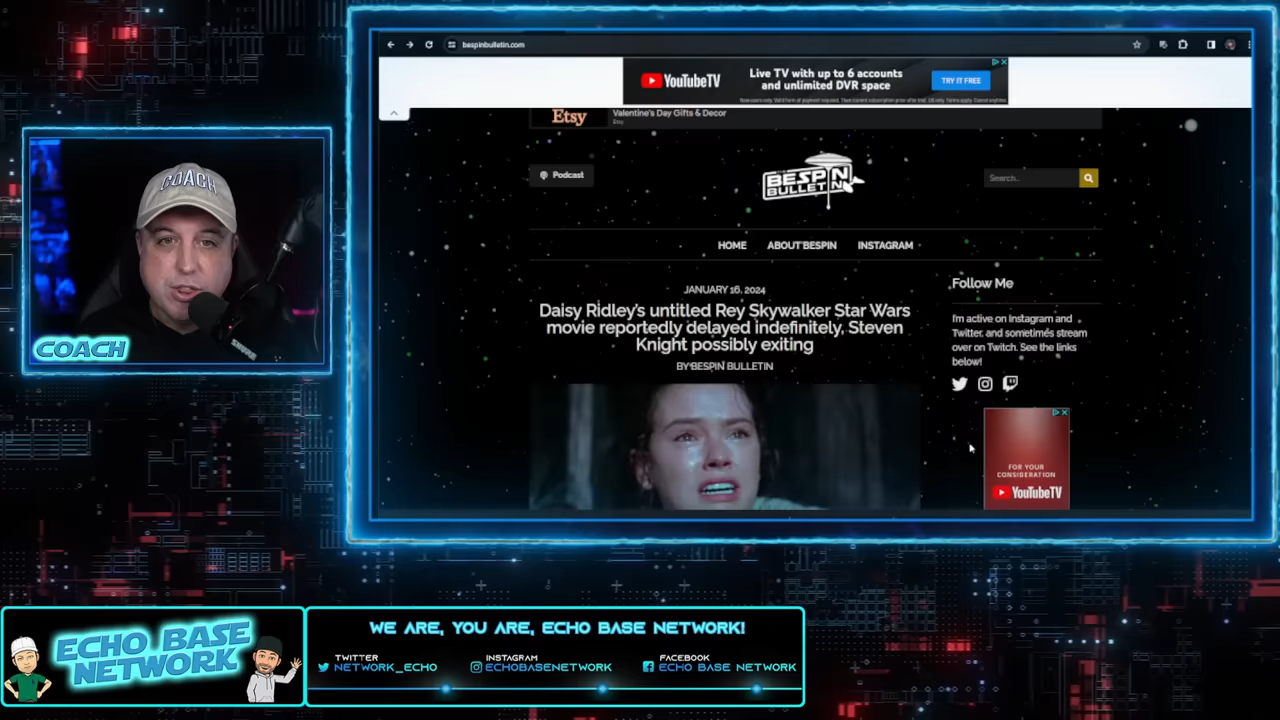 COACH
COACH
bespinbulletin.com
YouTubeTV
Live TV with up to 6 accounts
and unlimited DVR space
TRY IT FREE
Etsy
Valentine's Day Gifts & Decor
Etsy
Podcast
THE
BESPIN
BULLETIN
Search...
HOME
ABOUT BESPIN
INSTAGRAM
JANUARY 16, 2024
Daisy Ridley's untitled Rey Skywalker Star Wars
movie reportedly delayed indefinitely, Steven
Knight possibly exiting
BY BESPIN BULLETIN
Follow Me
I'm active on Instagram and
Twitter, and sometimes stream
over on Twitch. See the links
below!
FOR YOUR
CONSIDERATION
YouTubeTV
SHURE
ECHO BASE
NETWORK
WE ARE, YOU ARE, ECHO BASE NETWORK!
TWITTER
NETWORK_ECHO
INSTAGRAM
ECHOBASENETWORK
FACEBOOK
ECHO BASE NETWORK